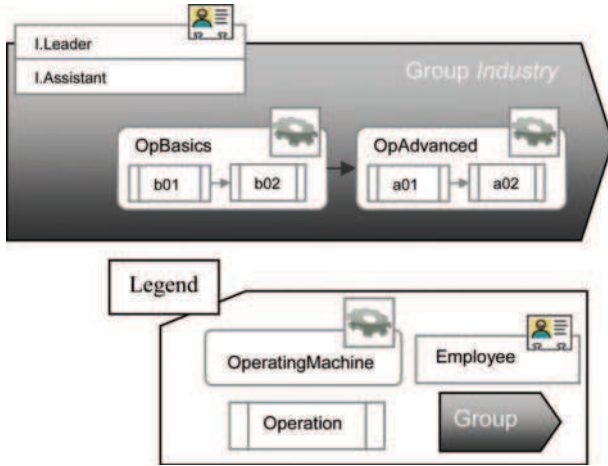 I.Leader
I.Assistant
Group Industry
OpBasics
OpAdvanced
b01
b02
a01
a02
Legend
OperatingMachine
Employee
Operation
Group